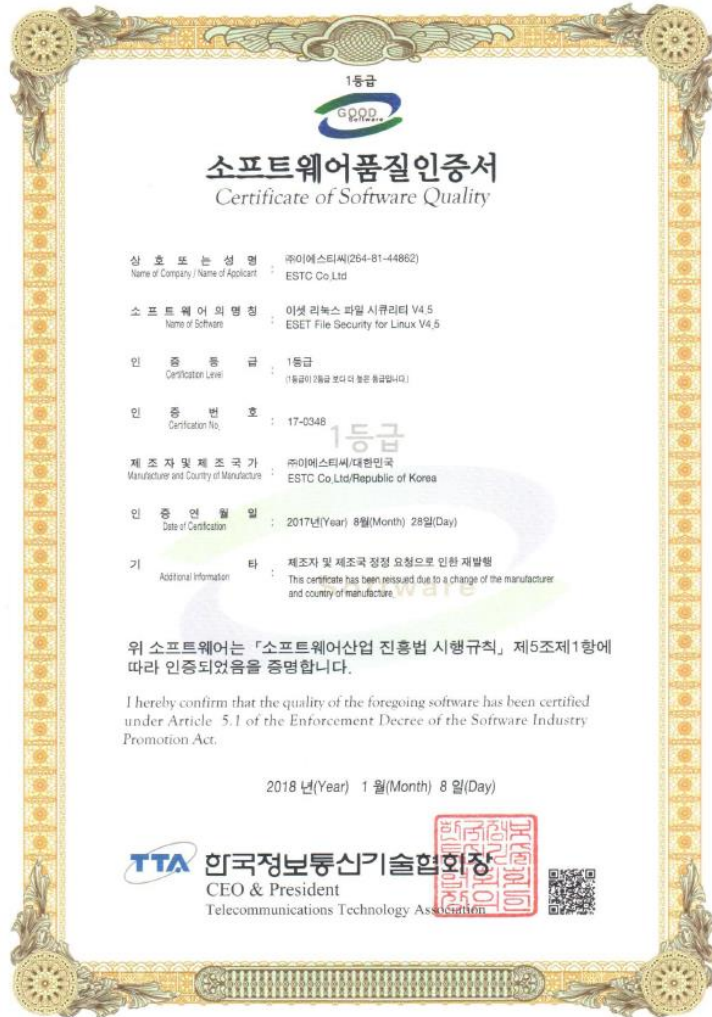 1등급
GOOD
Software
소프트웨어품질인증서
Certificate of Software Quality
상 호 또 는 성 명 : ㈜이에스티씨(264-81-44862)
Name of Company / Name of Applicant ESTC Co,Ltd
소 프 트 웨 어 의 명 칭 : 이셋 리눅스 파일 시큐리티 V4.5
Name of Software ESET File Security for Linux V4.5
인 증 등 급 : 1등급
Certification Level (1등급이 2등급 보다 더 높은 등급입니다.)
인 증 번 호 : 17-0348
Certification No.
1등급
제 조 자 및 제 조 국 가 : ㈜이에스티씨/대한민국
Manufacturer and Country of Manufacture ESTC Co,Ltd/Republic of Korea
인 증 연 월 일 : 2017년(Year) 8월(Month) 28일(Day)
Date of Certification
기 타 : 제조자 및 제조국 정정 요청으로 인한 재발행
Additional Information This certificate has been reissued due to a change of the manufacturer
and country of manufacture
Software
위 소프트웨어는 「소프트웨어산업 진흥법 시행규칙」 제5조제1항에
따라 인증되었음을 증명합니다.
I hereby confirm that the quality of the foregoing software has been certified
under Article 5.1 of the Enforcement Decree of the Software Industry
Promotion Act.
2018 년(Year) 1 월(Month) 8 일(Day)
TTA 한국정보통신기술협회장
CEO & President
Telecommunications Technology Association